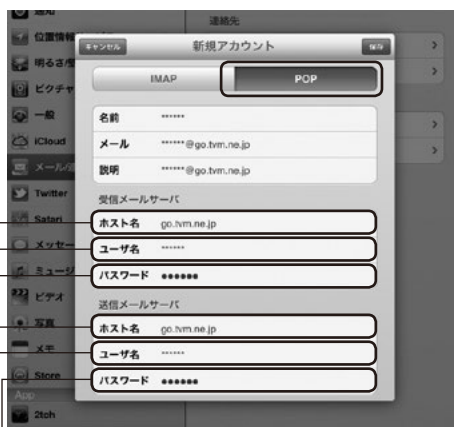 連絡先
位置情報
キャンセル 新規アカウント 保存
明るさ/壁
IMAP POP
ピクチャ
一般
名前 ******
iCloud
メール ******@go.tvm.ne.jp
メール/連
説明 ******@go.tvm.ne.jp
Twitter
受信メールサーバ
Safari
ホスト名 go.tvm.ne.jp
メッセー
ユーザ名 ******
ミュージ
パスワード ●●●●●●
ビデオ
送信メールサーバ
写真
ホスト名 go.tvm.ne.jp
メモ
ユーザ名 ******
Store
パスワード ●●●●●●
App
2tch